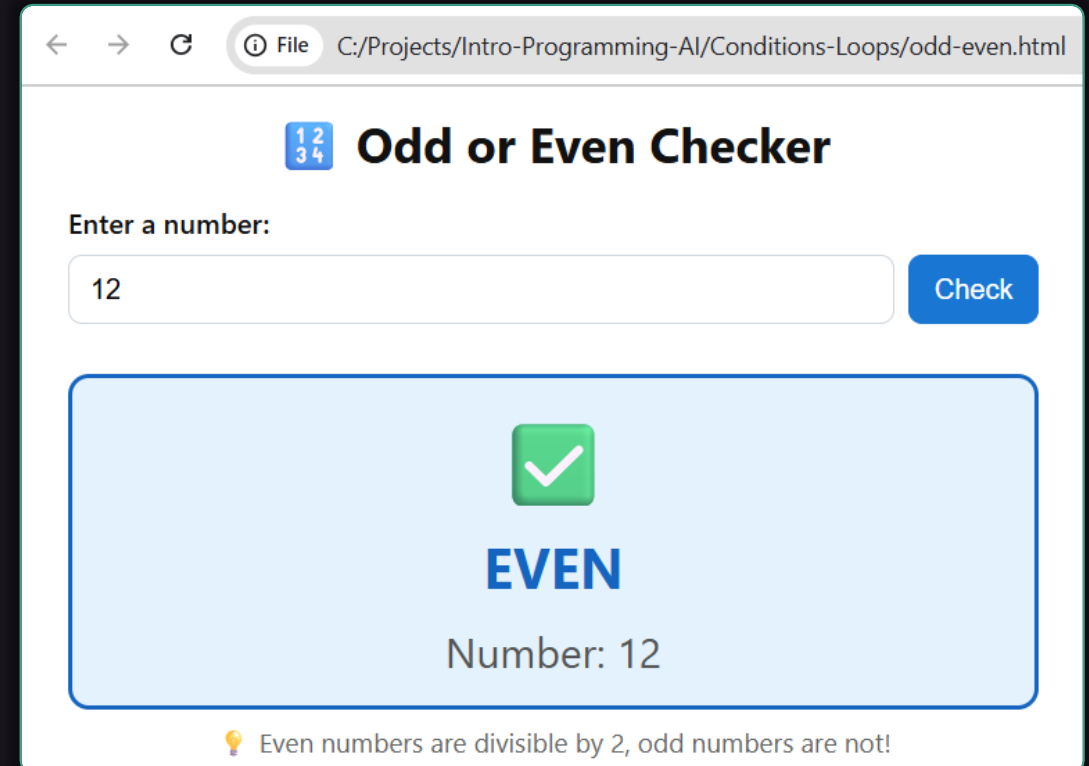 File C:/Projects/Intro-Programming-AI/Conditions-Loops/odd-even.html
🔢 Odd or Even Checker
Enter a number:
12 Check
EVEN
Number: 12
💡 Even numbers are divisible by 2, odd numbers are not!